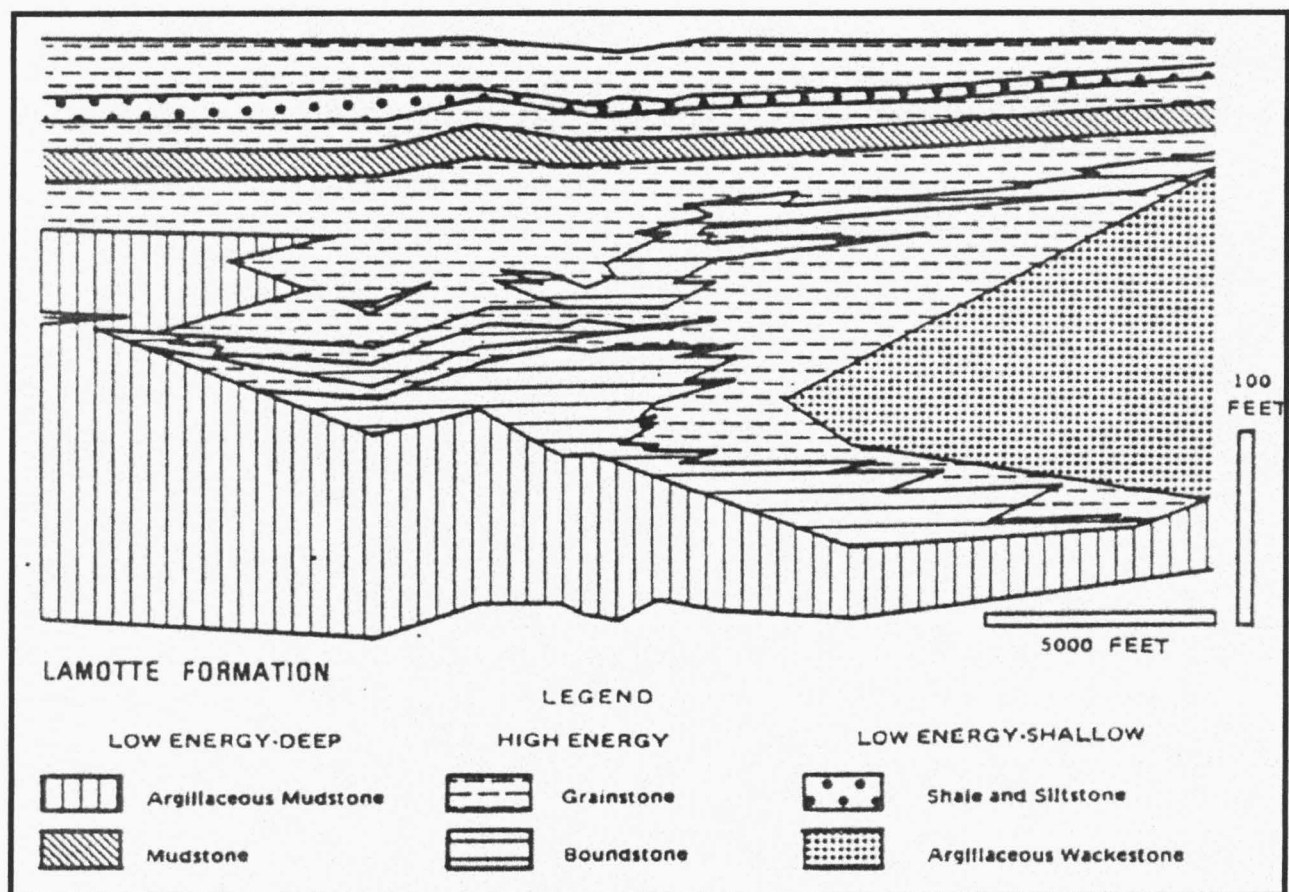 100
FEET
5000 FEET
LAMOTTE FORMATION
LEGEND
LOW ENERGY-DEEP
HIGH ENERGY
LOW ENERGY-SHALLOW
Argillaceous Mudstone
Grainstone
Shale and Siltstone
Mudstone
Boundstone
Argillaceous Wackestone